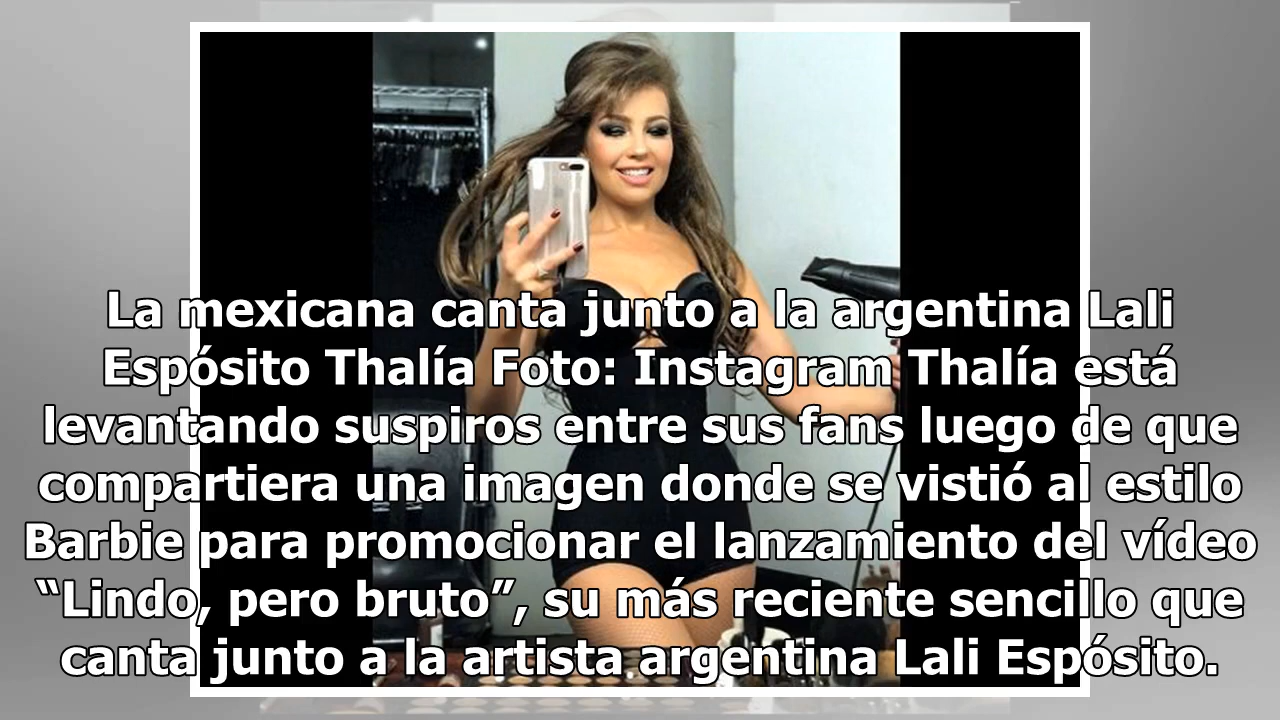 La mexicana canta junto a la argentina Lali
Espósito Thalía Foto: Instagram Thalía está
levantando suspiros entre sus fans luego de que
compartiera una imagen donde se vistió al estilo
Barbie para promocionar el lanzamiento del vídeo
“Lindo, pero bruto”, su más reciente sencillo que
canta junto a la artista argentina Lali Espósito.